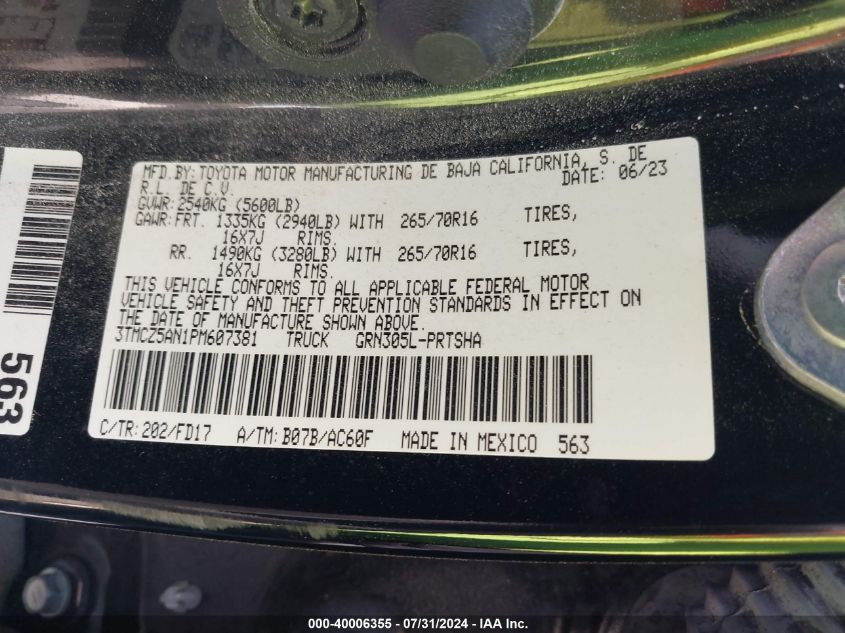 MFD.BY:TOYOTA MOTOR MANUFACTURING DE BAJA CALIFORNIA, S. DE
R.L. DE C.V. DATE: 06/23
GVWR:2540KG (5600LB)
GAWR:FRT. 1335KG (2940LB) WITH 265/70R16 TIRES,
16X7J RIMS.
RR. 1490KG (3280LB) WITH 265/70R16 TIRES,
16X7J RIMS.
THIS VEHICLE CONFORMS TO ALL APPLICABLE FEDERAL MOTOR
VEHICLE SAFETY AND THEFT PREVENTION STANDARDS IN EFFECT ON
THE DATE OF MANUFACTURE SHOWN ABOVE.
3TMCZ5AN1PM607381 TRUCK GRN305L-PRTSHA
C/TR:202/FD17 A/TM:B07B/AC60F MADE IN MEXICO 563
563
000-40006355 - 07/31/2024 - IAA Inc.